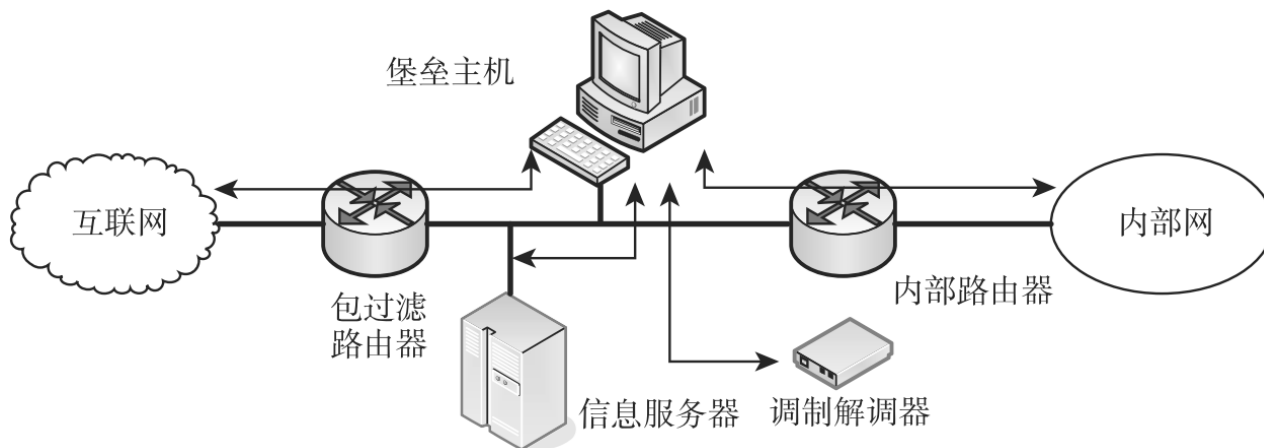 堡垒主机
互联网
内部网
包过滤
路由器
内部路由器
信息服务器
调制解调器